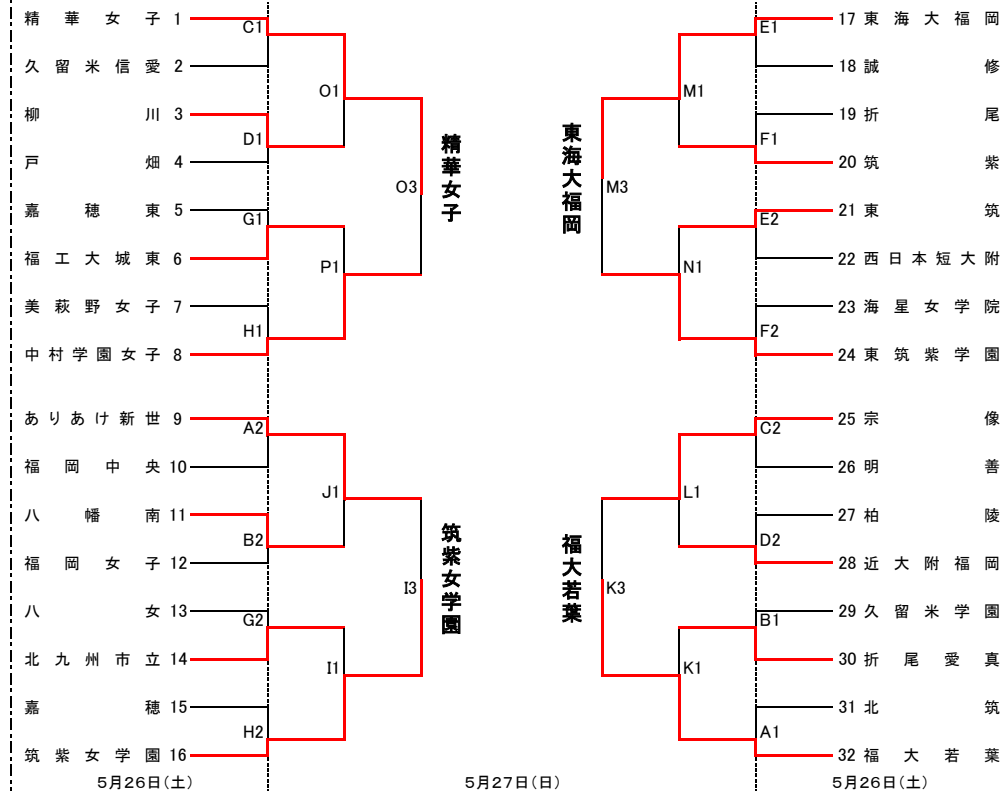 精華女子 1
C1
久留米信愛 2
O1
柳川 3
D1
戸畑 4
O3
精華女子
嘉穂東 5
G1
福工大城東 6
P1
美萩野女子 7
H1
中村学園女子 8
ありあけ新世 9
A2
福岡中央 10
J1
八幡南 11
B2
福岡女子 12
I3
筑紫女学園
八女 13
G2
北九州市立 14
I1
嘉穂 15
H2
筑紫女学園 16
17 東海大福岡
E1
18 誠修
M1
19 折尾
F1
20 筑紫
東海大福岡
M3
21 東筑
E2
22 西日本短大附
N1
23 海星女学院
F2
24 東筑紫学園
25 宗像
C2
26 明善
L1
27 柏陵
D2
28 近大附福岡
福大若葉
K3
29 久留米学園
B1
30 折尾愛真
K1
31 北筑
A1
32 福大若葉
5月26日(土)
5月27日(日)
5月26日(土)